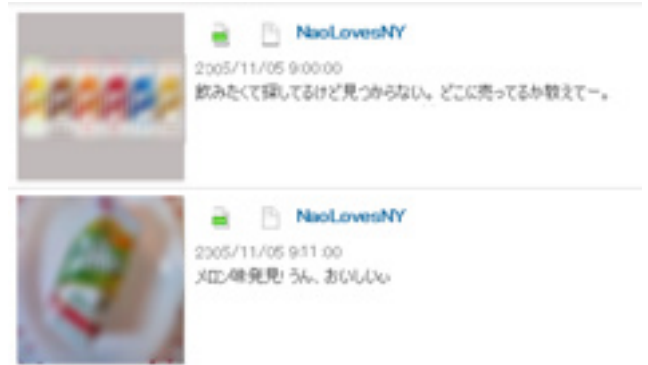 NaoLovesNY
2005/11/05 9:00:00
飲みたくて探してるけど見つからない。どこに売ってるか教えてー。
NaoLovesNY
2005/11/05 9:11:00
メロン味発見! うん、おいしいぃ